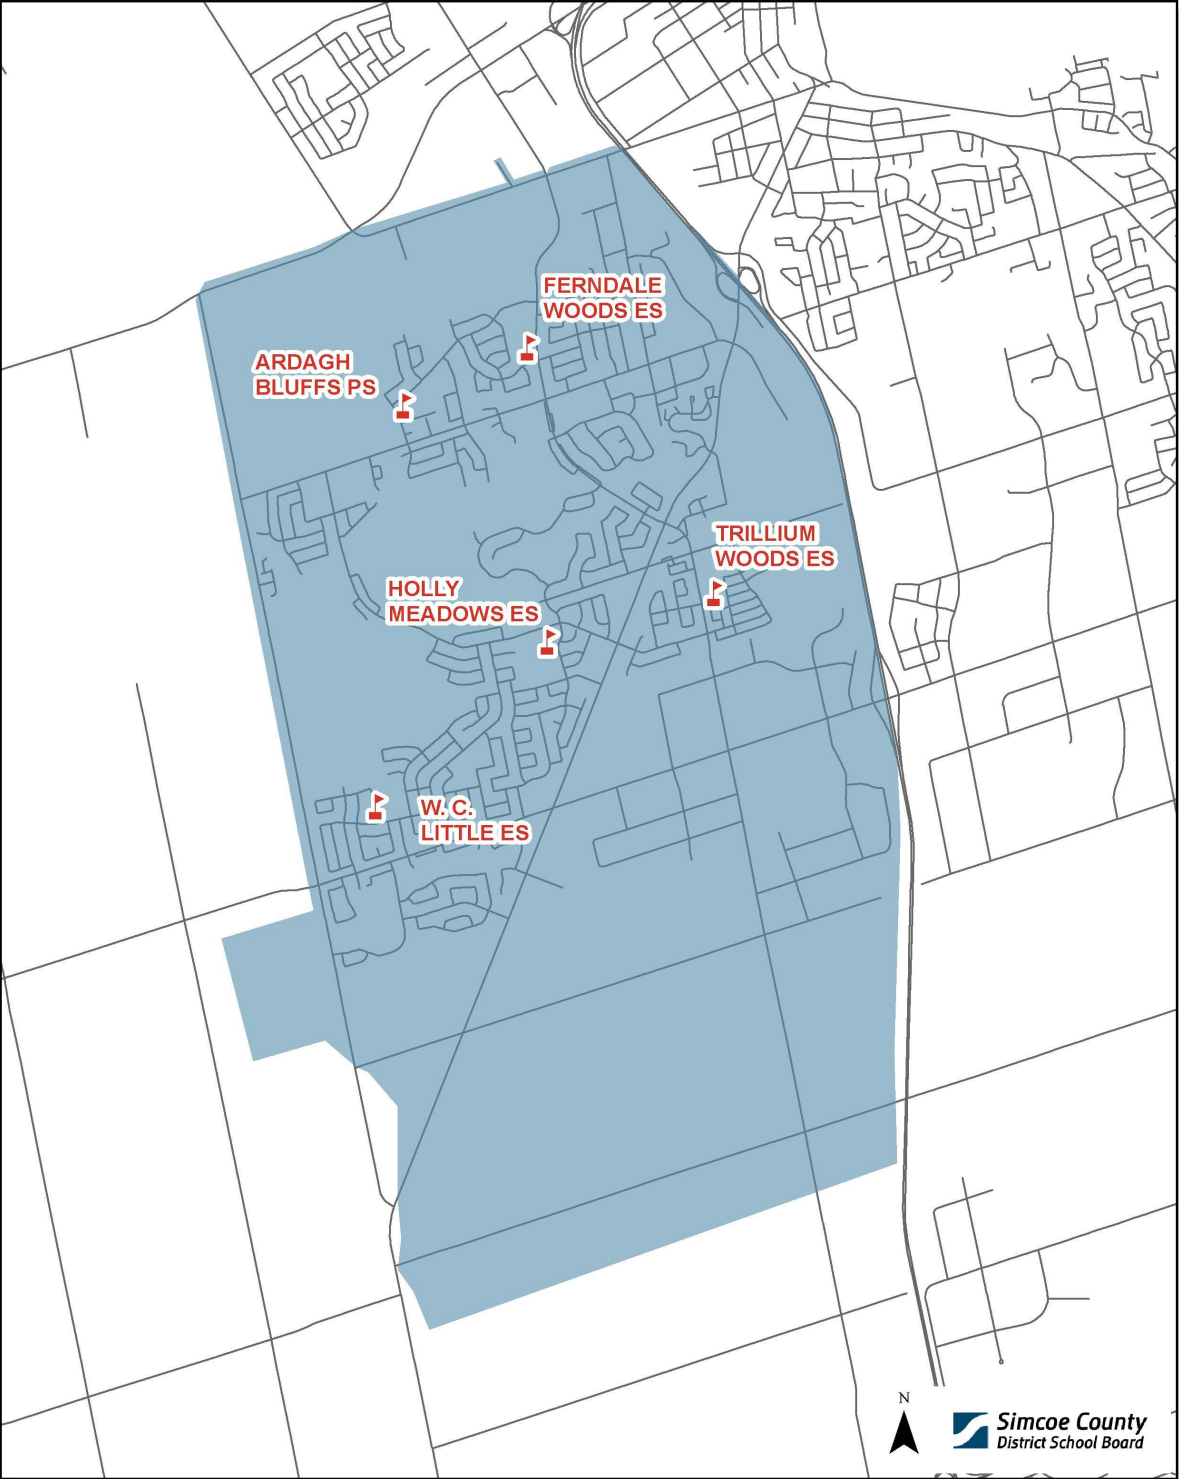 FERNDALE
WOODS ES
ARDAGH
BLUFFS PS
TRILLIUM
WOODS ES
HOLLY
MEADOWS ES
W. C.
LITTLE ES
N
Simcoe County
District School Board